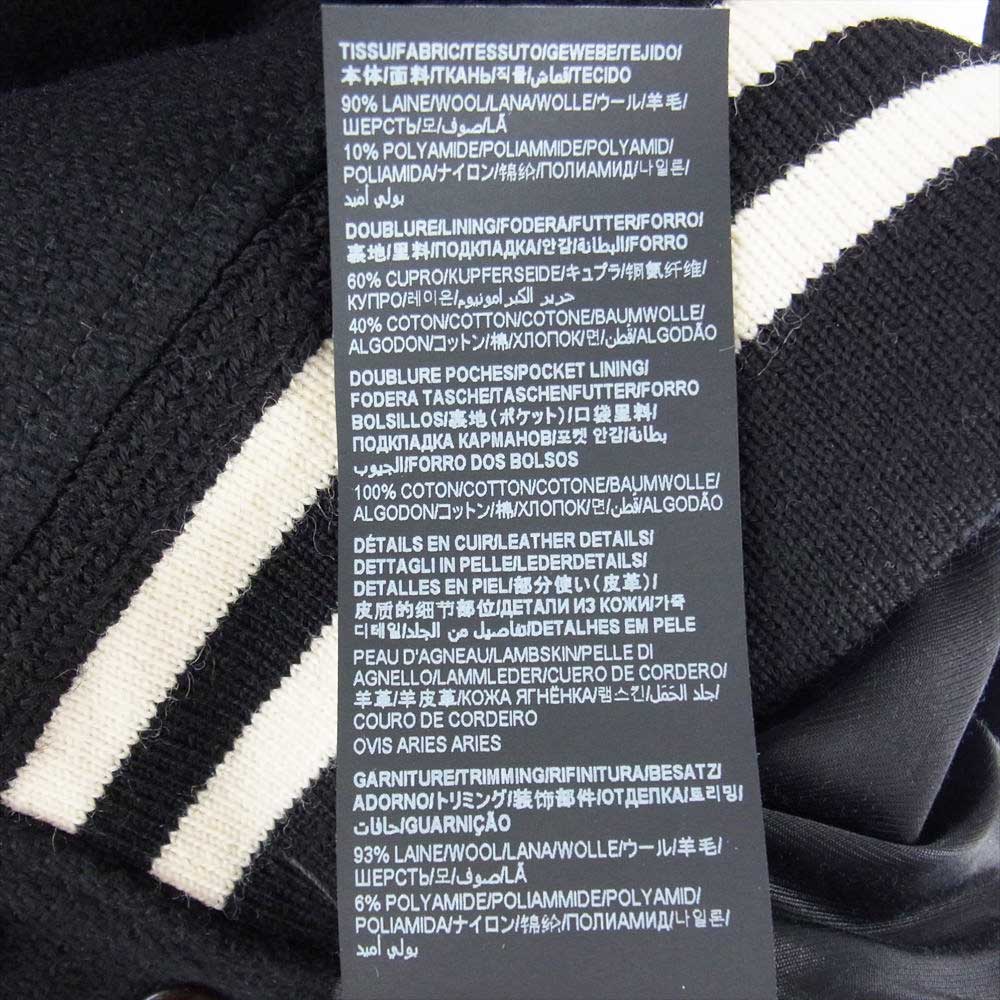 TISSU/FABRIC/TESSUTO/GEWEBE/TEJIDO/
本体/面料/ТКАНЬ/직물/قماش/TECIDO
90% LAINE/WOOL/LANA/WOLLE/ウール/羊毛/
ШЕРСТЬ/모/صوف/LÃ
10% POLYAMIDE/POLIAMMIDE/POLYAMID/
POLIAMIDA/ナイロン/锦纶/ПОЛИАМИД/나일론/
بولي أميد
DOUBLURE/LINING/FODERA/FUTTER/FORRO/
裏地/里料/ПОДКЛАДКА/안감/البطانة/FORRO
60% CUPRO/KUPFERSEIDE/キュプラ/铜氨纤维/
КУПРО/레이온/حرير الكبرامونيوم
40% COTON/COTTON/COTONE/BAUMWOLLE/
ALGODON/コットン/棉/ХЛОПОК/면/قطن/ALGODÃO
DOUBLURE POCHES/POCKET LINING/
FODERA TASCHE/TASCHENFUTTER/FORRO
BOLSILLOS/裏地(ポケット)/口袋里料/
ПОДКЛАДКА КАРМАНОВ/포켓 안감/بطانة
الجيوب/FORRO DOS BOLSOS
100% COTON/COTTON/COTONE/BAUMWOLLE/
ALGODON/コットン/棉/ХЛОПОК/면/قطن/ALGODÃO
DÉTAILS EN CUIR/LEATHER DETAILS/
DETTAGLI IN PELLE/LEDERDETAILS/
DETALLES EN PIEL/部分使い(皮革)/
皮质的细节部位/ДЕТАЛИ ИЗ КОЖИ/가죽
디테일/تفاصيل من الجلد/DETALHES EM PELE
PEAU D'AGNEAU/LAMBSKIN/PELLE DI
AGNELLO/LAMMLEDER/CUERO DE CORDERO/
羊革/羊皮革/КОЖА ЯГНЁНКА/램스킨/جلد الحَمَل/
COURO DE CORDEIRO
OVIS ARIES ARIES
GARNITURE/TRIMMING/RIFINITURA/BESATZ/
ADORNO/トリミング/装饰部件/ОТДЕЛКА/트리밍/
حافات/GUARNIÇÃO
93% LAINE/WOOL/LANA/WOLLE/ウール/羊毛/
ШЕРСТЬ/모/صوف/LÃ
6% POLYAMIDE/POLIAMMIDE/POLYAMID/
POLIAMIDA/ナイロン/锦纶/ПОЛИАМИД/나일론/
بولي أميد